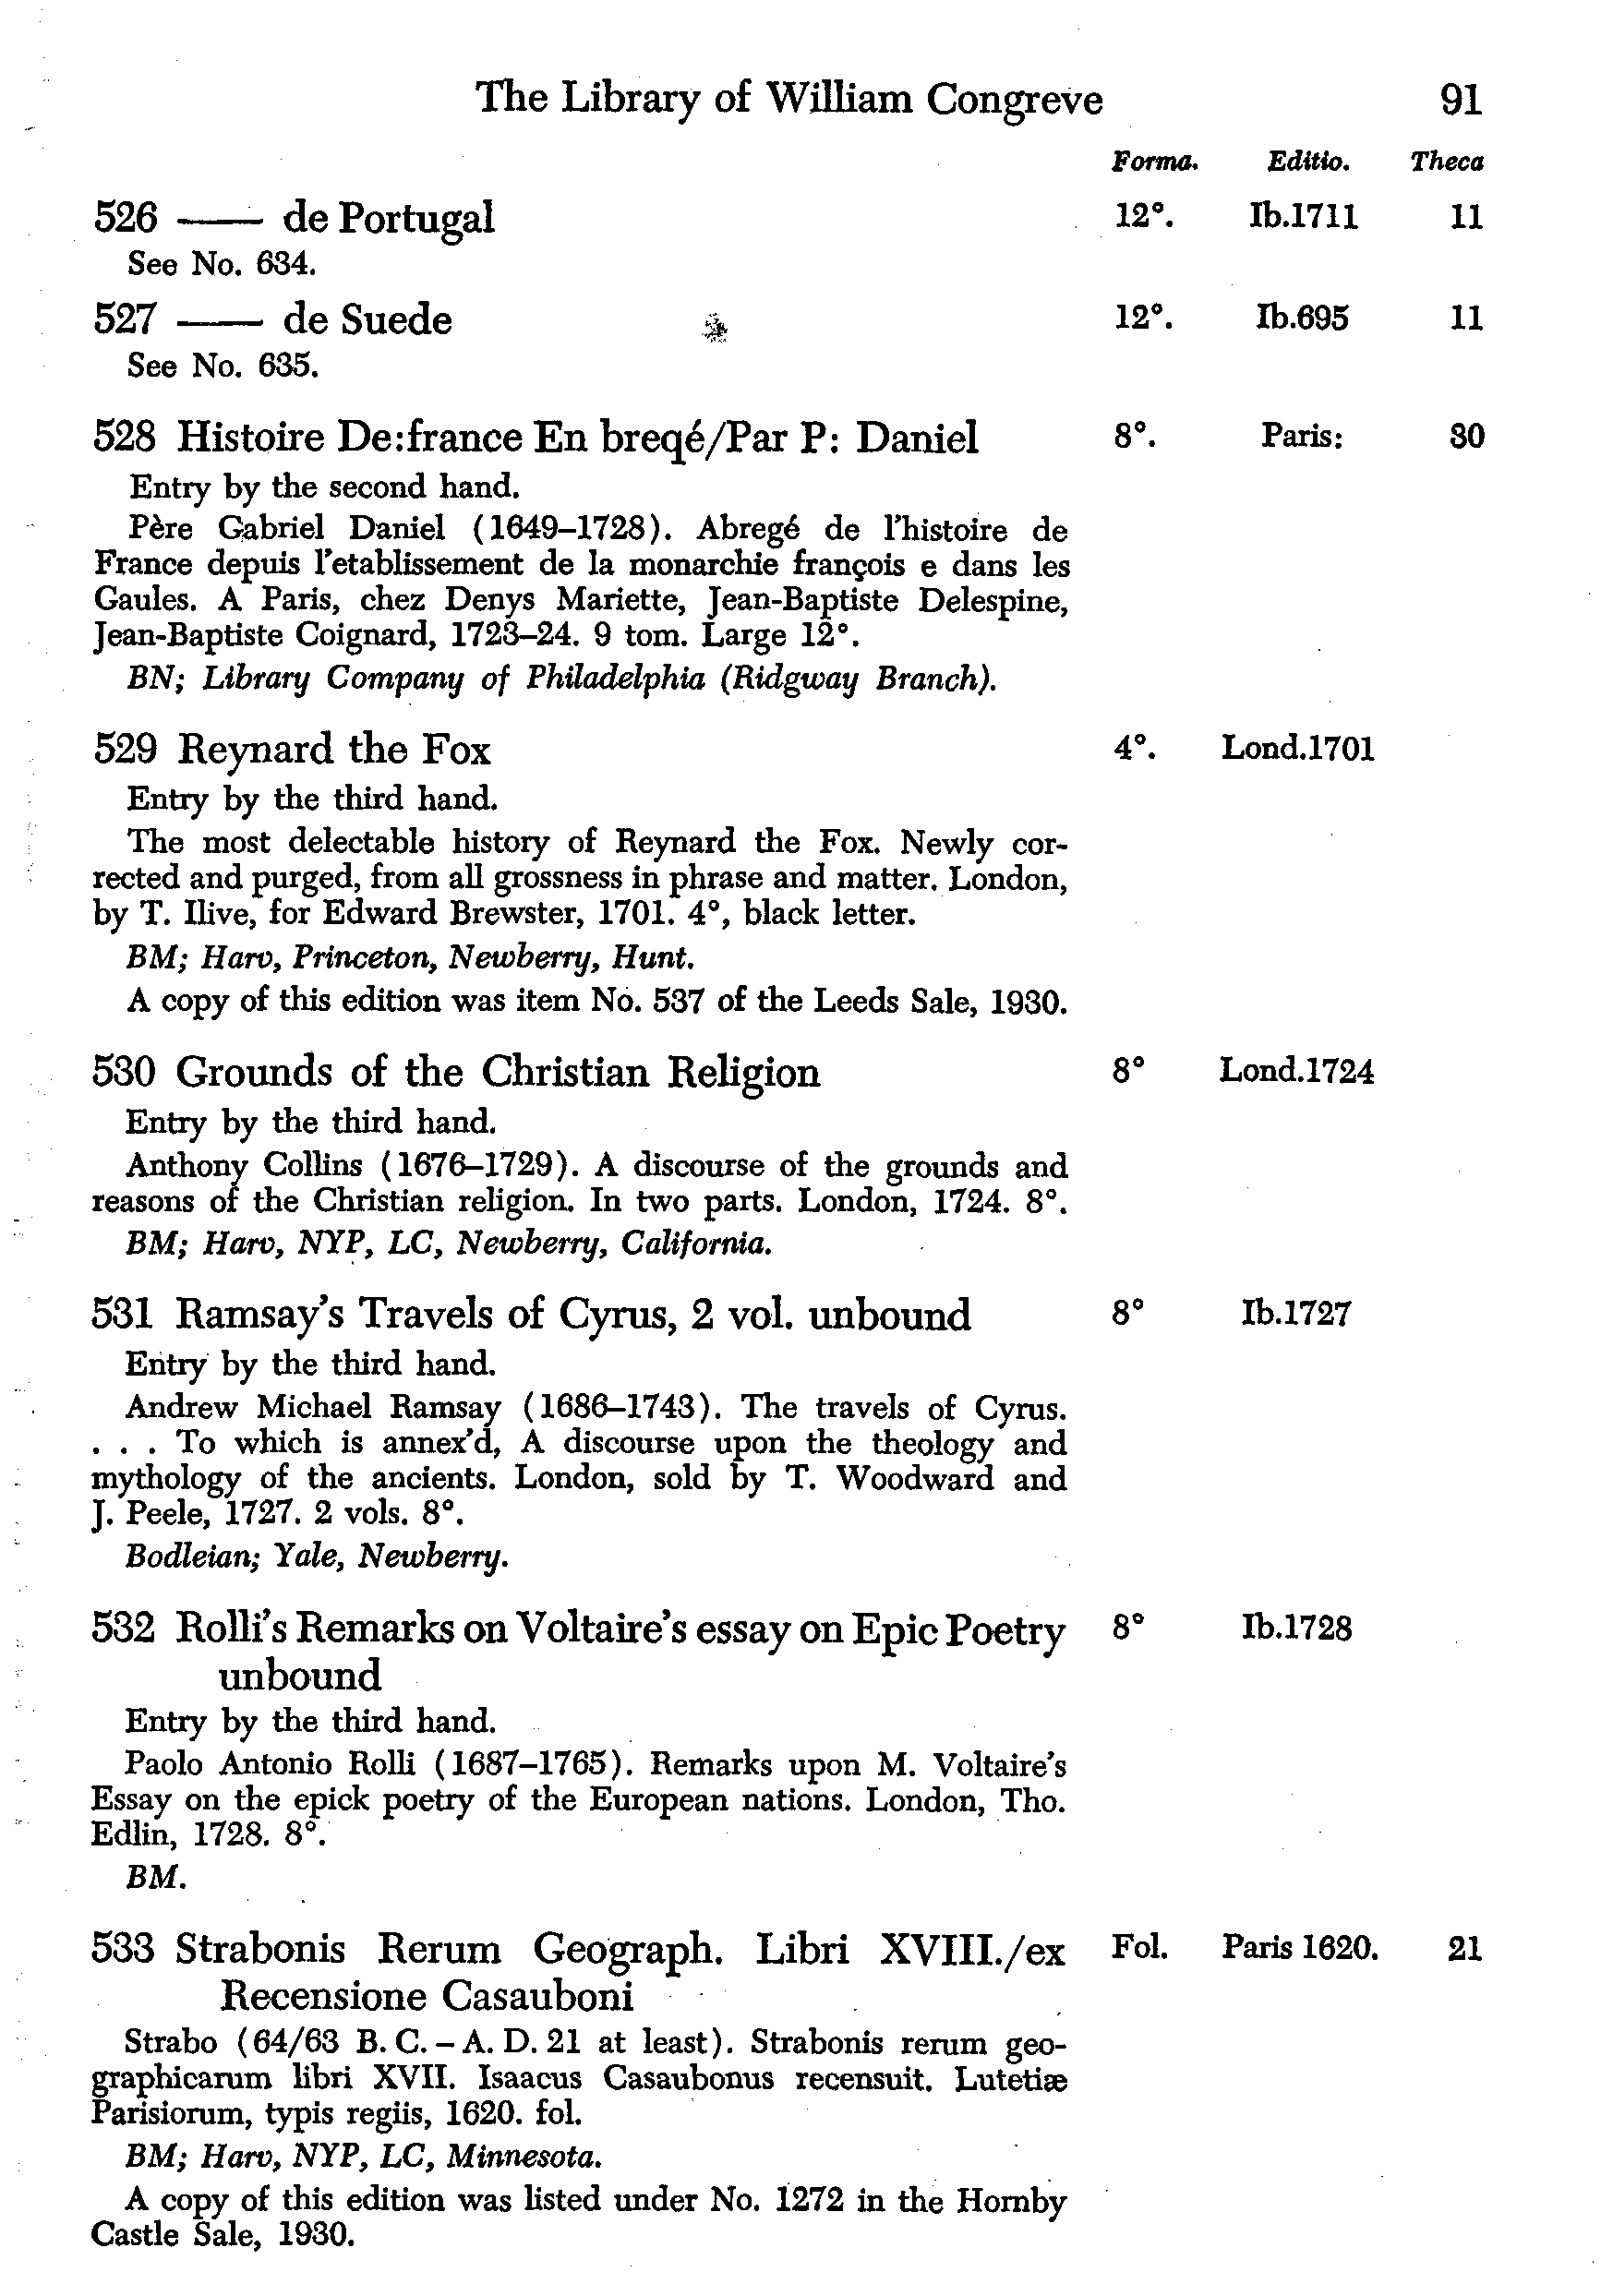 The Library of William Congreve 91
Forma. Editio. Theca
526 —— de Portugal 12°. Ib.1711 11
See No. 634.
527 —— de Suede 12°. Ib.695 11
See No. 635.
528 Histoire De:france En breqé/Par P: Daniel 8°. Paris: 30
Entry by the second hand.
Père Gabriel Daniel (1649–1728). Abregé de l'histoire de
France depuis l'etablissement de la monarchie françois e dans les
Gaules. A Paris, chez Denys Mariette, Jean-Baptiste Delespine,
Jean-Baptiste Coignard, 1723–24. 9 tom. Large 12°.
BN; Library Company of Philadelphia (Ridgway Branch).
529 Reynard the Fox 4°. Lond.1701
Entry by the third hand.
The most delectable history of Reynard the Fox. Newly cor-
rected and purged, from all grossness in phrase and matter. London,
by T. Ilive, for Edward Brewster, 1701. 4°, black letter.
BM; Harv, Princeton, Newberry, Hunt.
A copy of this edition was item No. 537 of the Leeds Sale, 1930.
530 Grounds of the Christian Religion 8° Lond.1724
Entry by the third hand.
Anthony Collins (1676–1729). A discourse of the grounds and
reasons of the Christian religion. In two parts. London, 1724. 8°.
BM; Harv, NYP, LC, Newberry, California.
531 Ramsay's Travels of Cyrus, 2 vol. unbound 8° Ib.1727
Entry by the third hand.
Andrew Michael Ramsay (1686–1743). The travels of Cyrus.
. . . To which is annex'd, A discourse upon the theology and
mythology of the ancients. London, sold by T. Woodward and
J. Peele, 1727. 2 vols. 8°.
Bodleian; Yale, Newberry.
532 Rolli's Remarks on Voltaire's essay on Epic Poetry 8° Ib.1728
unbound
Entry by the third hand.
Paolo Antonio Rolli (1687–1765). Remarks upon M. Voltaire's
Essay on the epick poetry of the European nations. London, Tho.
Edlin, 1728. 8°.
BM.
533 Strabonis Rerum Geograph. Libri XVIII./ex Fol. Paris 1620. 21
Recensione Casauboni
Strabo (64/63 B. C. – A. D. 21 at least). Strabonis rerum geo-
graphicarum libri XVII. Isaacus Casaubonus recensuit. Lutetiæ
Parisiorum, typis regiis, 1620. fol.
BM; Harv, NYP, LC, Minnesota.
A copy of this edition was listed under No. 1272 in the Hornby
Castle Sale, 1930.